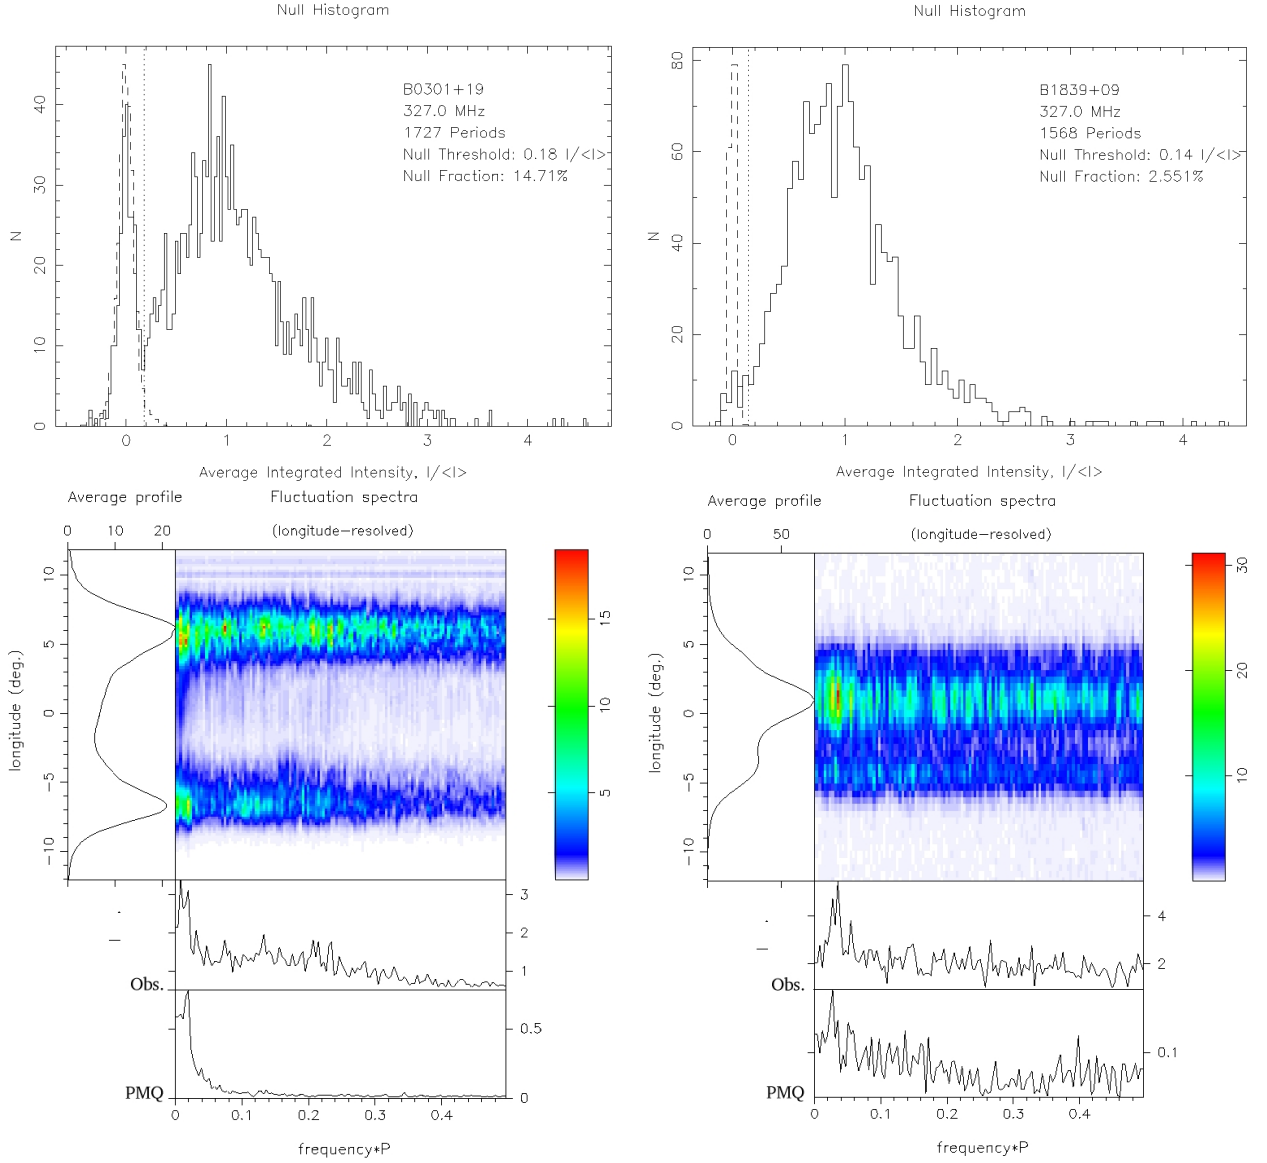 Null Histogram
B0301+19
327.0 MHz
1727 Periods
Null Threshold: 0.18 I/<I>
Null Fraction: 14.71%
N
0 10 20 30 40
0 1 2 3 4
Average Integrated Intensity, I/<I>
Null Histogram
B1839+09
327.0 MHz
1568 Periods
Null Threshold: 0.14 I/<I>
Null Fraction: 2.551%
N
0 20 40 60 80
0 1 2 3 4
Average Integrated Intensity, I/<I>
Average profile
Fluctuation spectra
(longitude-resolved)
0 10 20
longitude (deg.)
-10 -5 0 5 10
5 10 15
1 2 3
Obs.
0 0.5
PMQ
0 0.1 0.2 0.3 0.4
frequency*P
Average profile
Fluctuation spectra
(longitude-resolved)
0 50
longitude (deg.)
-10 -5 0 5 10
10 20 30
2 4
Obs.
0.1
PMQ
0 0.1 0.2 0.3 0.4
frequency*P